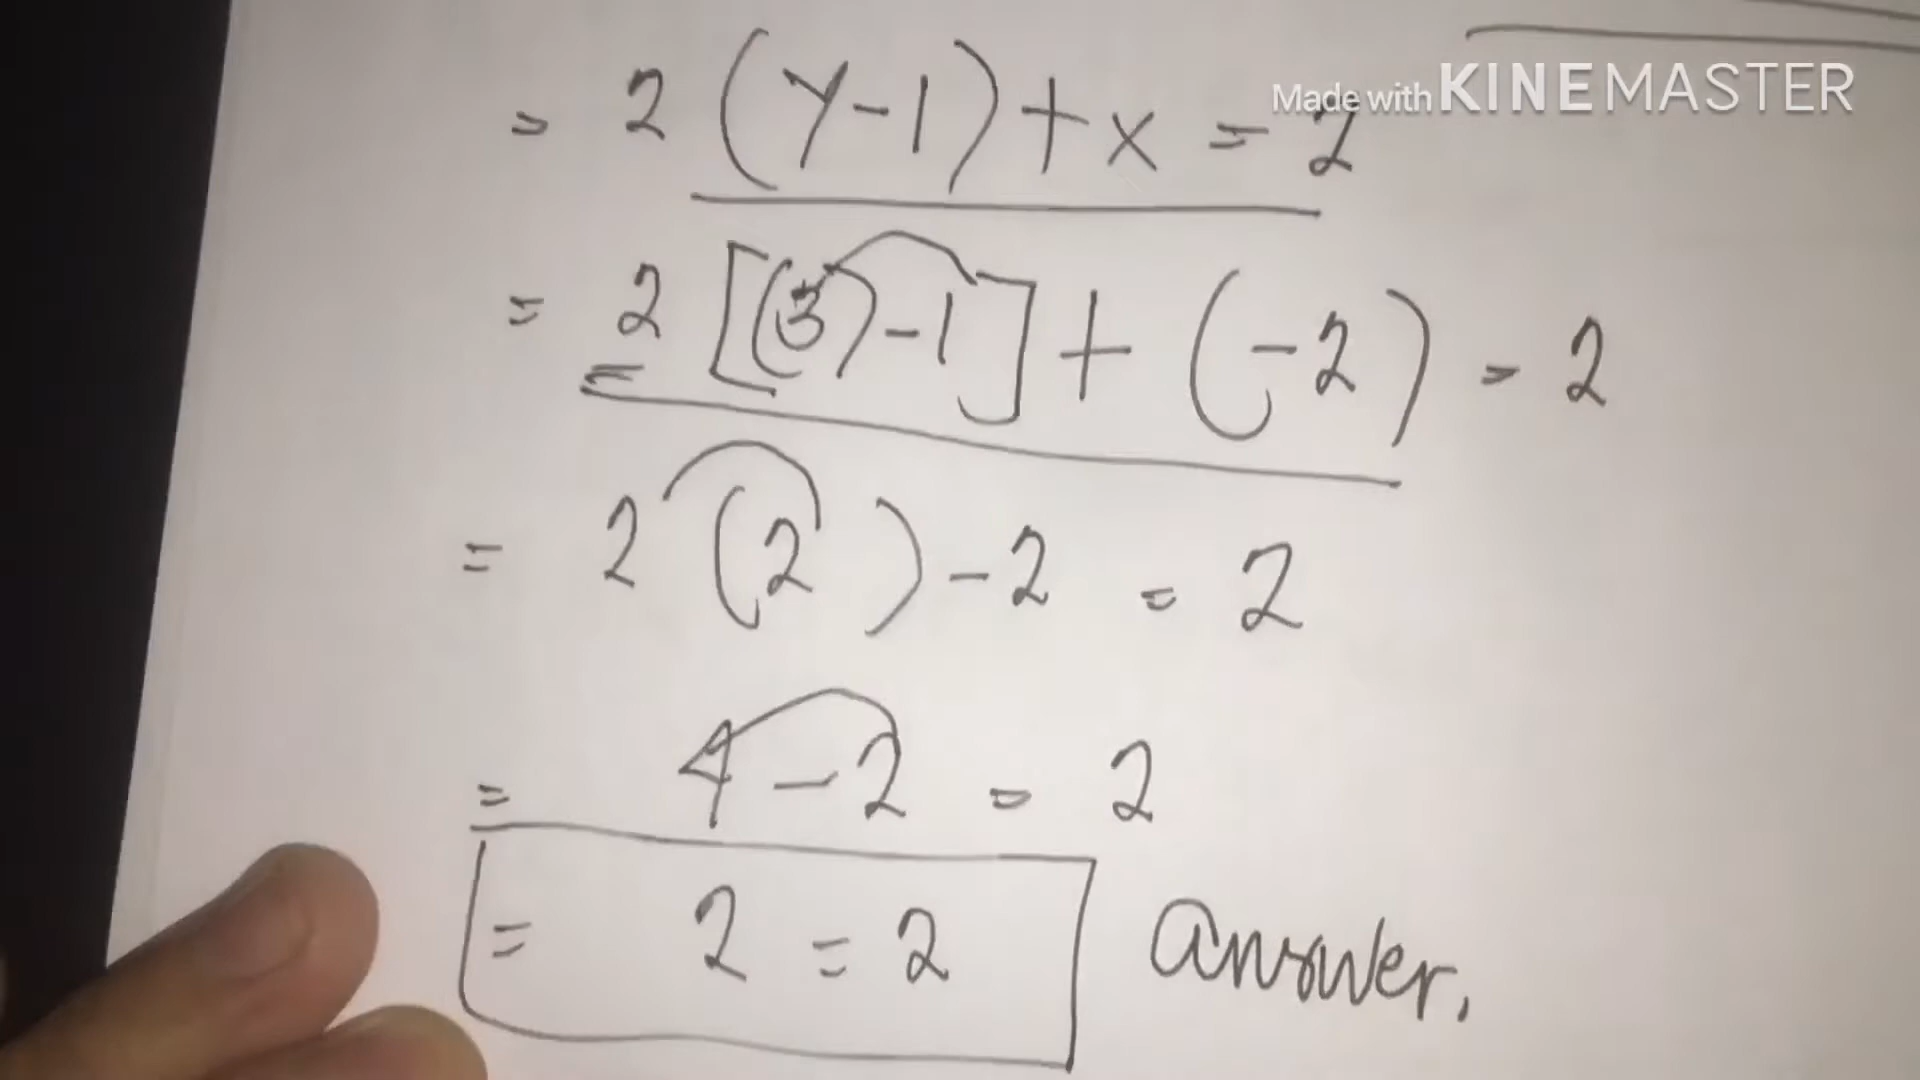 = 2 (y-1) + x = 2
Made with KINEMASTER
= 2 [(3)-1] + (-2) = 2
= 2 (2) - 2 = 2
= 4 - 2 = 2
= 2 = 2 answer.